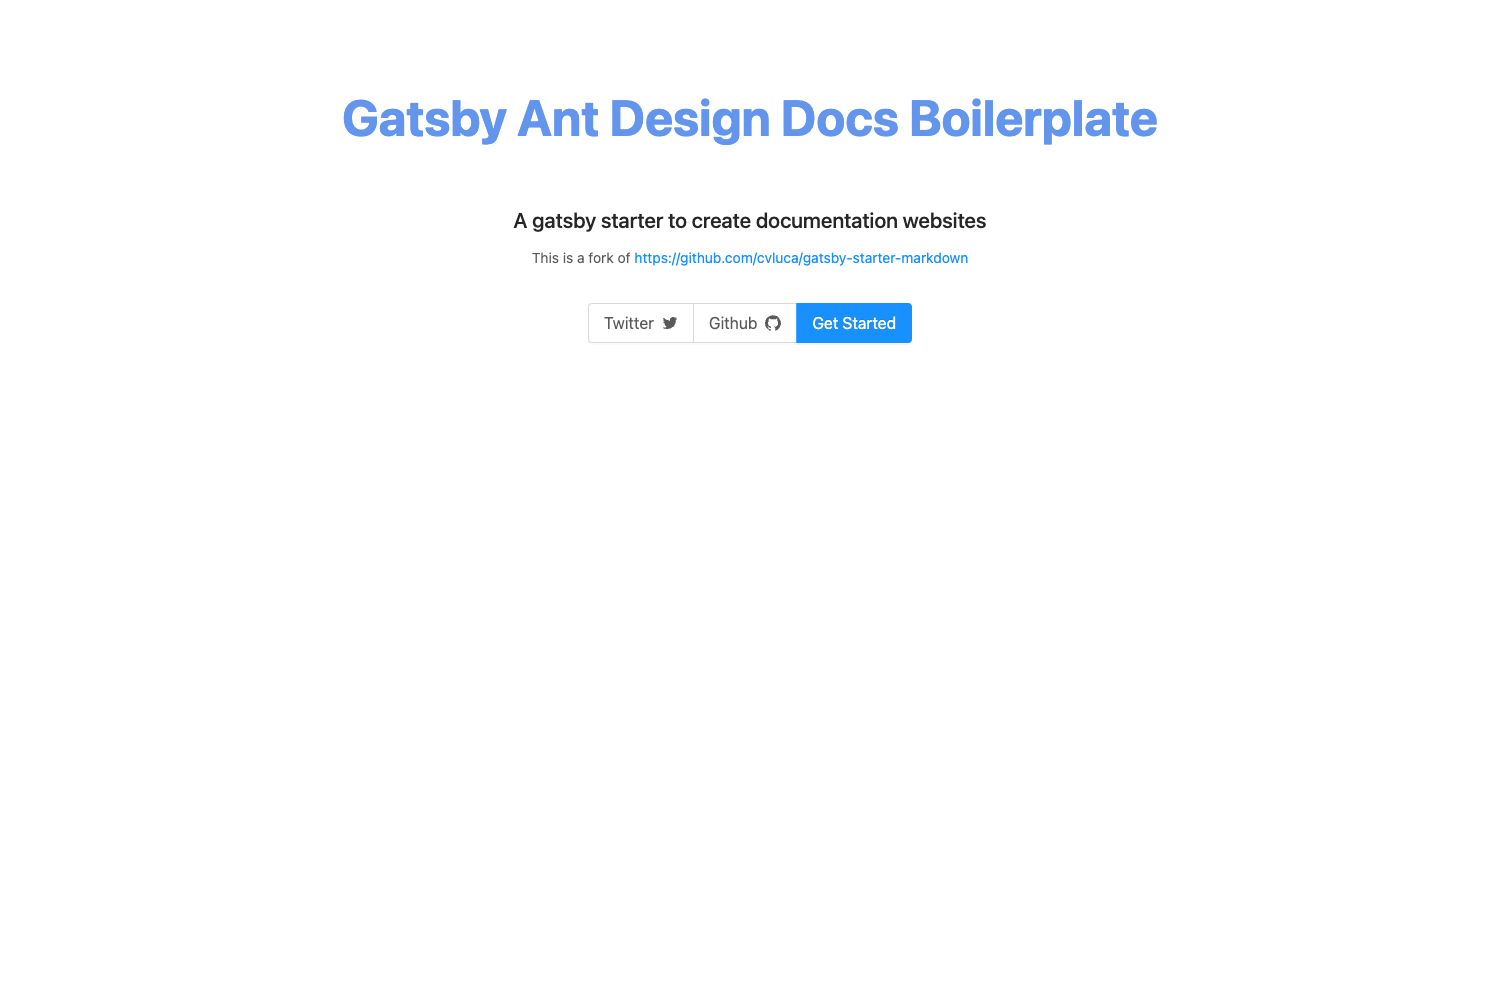 Gatsby Ant Design Docs Boilerplate
A gatsby starter to create documentation websites
This is a fork of https://github.com/cvluca/gatsby-starter-markdown
Twitter Github Get Started